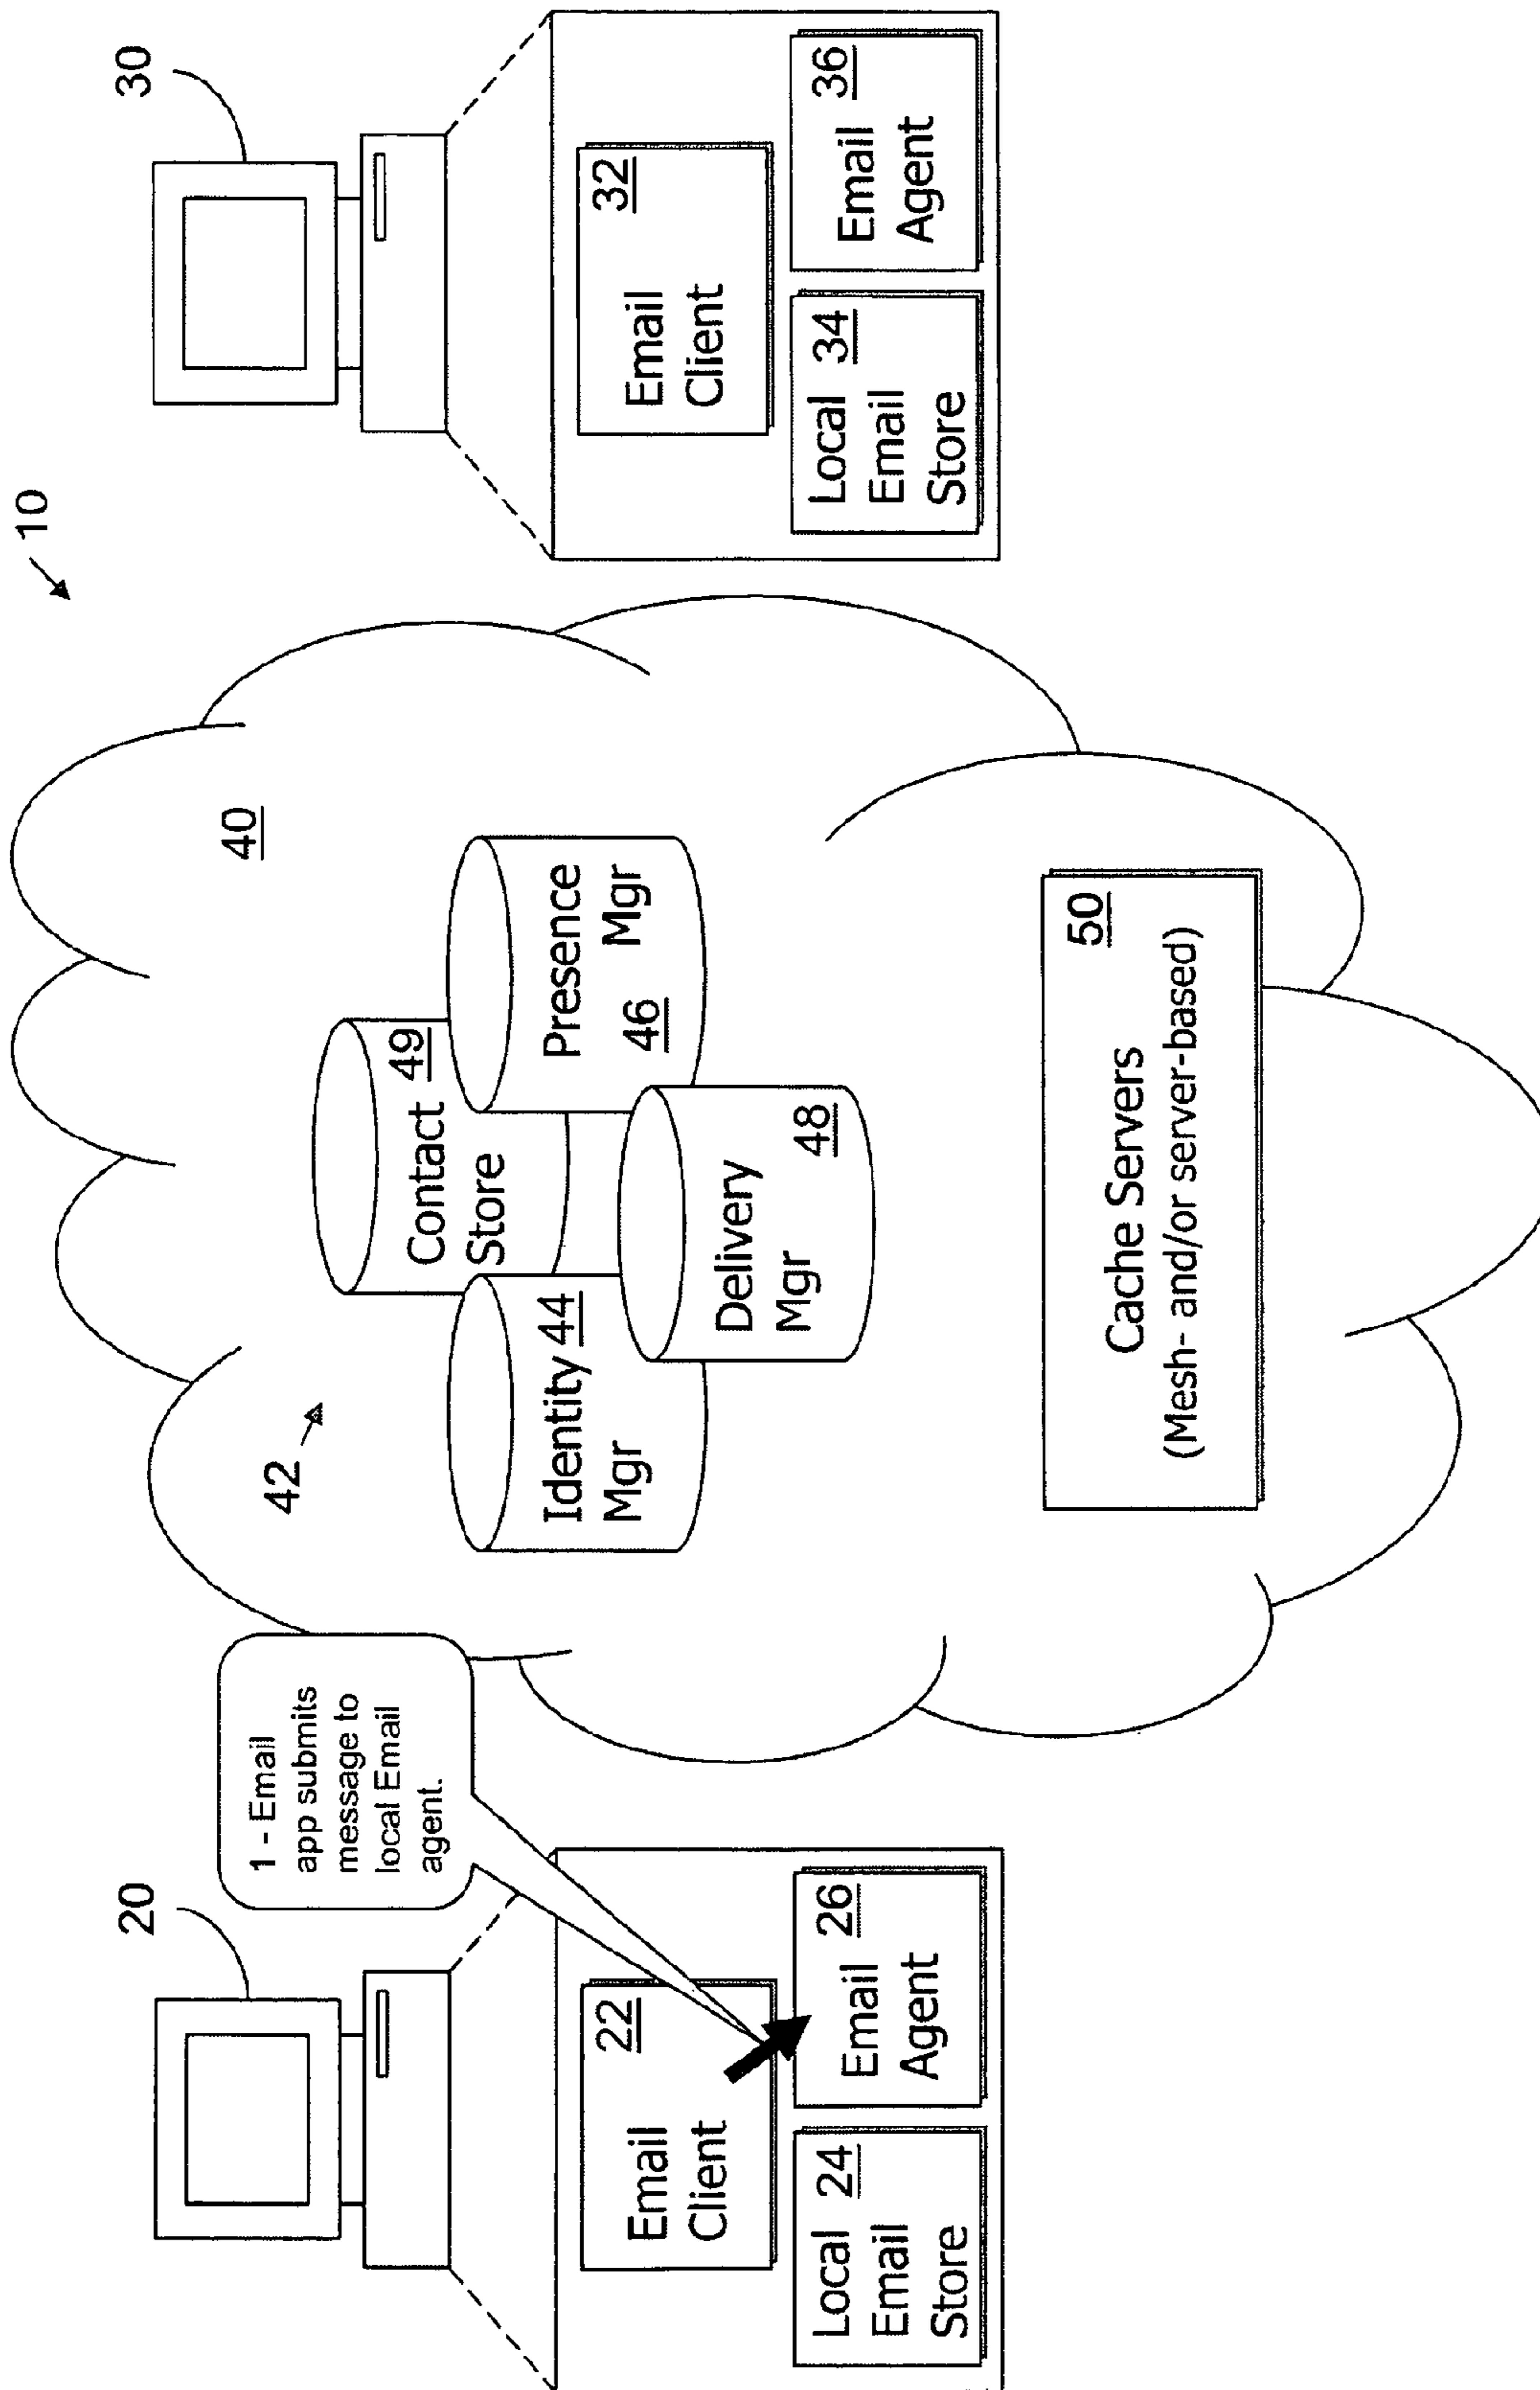 10
20
1 - Email
app submits
message to
local Email
agent.
22
Email
Client
Local 24
Email
Store
26
Email
Agent
42
40
Contact 49
Store
Identity 44
Mgr
Presence
46 Mgr
Delivery
Mgr 48
50
Cache Servers
(Mesh- and/or server-based)
30
32
Email
Client
Local 34
Email
Store
36
Email
Agent